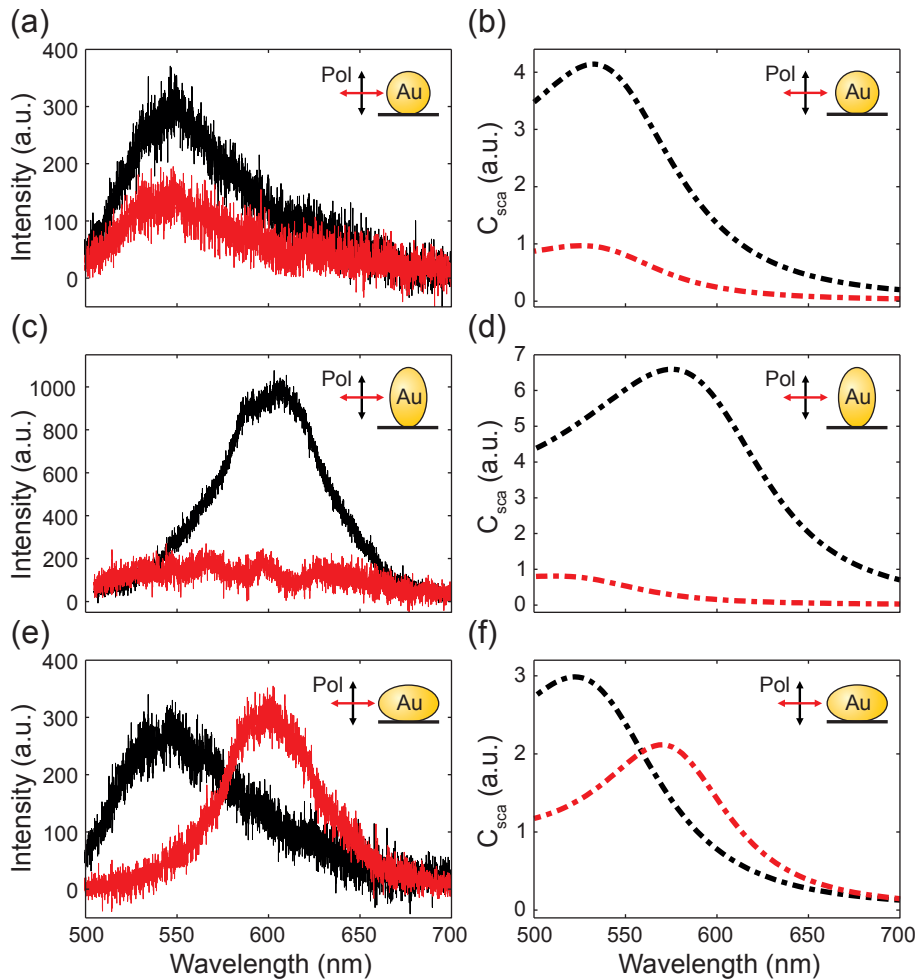 (a)
(b)
400
300
200
100
0
Intensity (a.u.)
Pol
Au
4
3
2
1
0
Csca (a.u.)
Pol
Au
(c)
(d)
1000
800
600
400
200
0
Intensity (a.u.)
Pol
Au
7
6
5
4
3
2
1
0
Csca (a.u.)
Pol
Au
(e)
(f)
400
300
200
100
0
Intensity (a.u.)
Pol
Au
3
2
1
0
Csca (a.u.)
Pol
Au
500 550 600 650 700
500 550 600 650 700
Wavelength (nm)
Wavelength (nm)